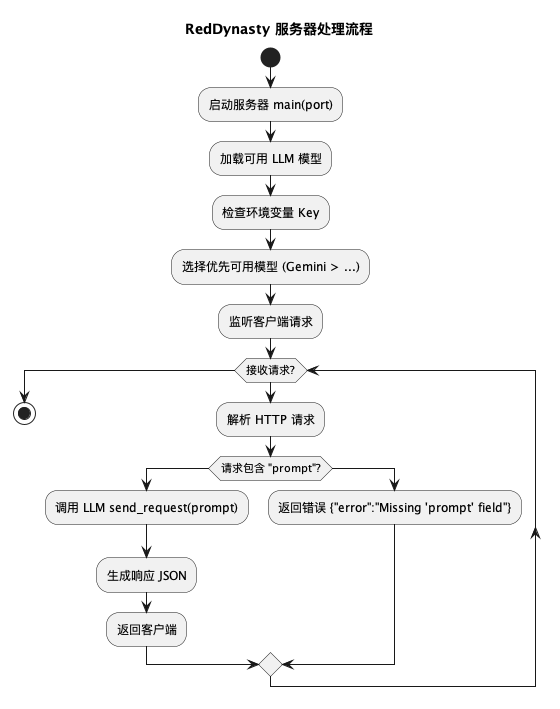 RedDynasty 服务器处理流程
启动服务器 main(port)
加载可用 LLM 模型
检查环境变量 Key
选择优先可用模型 (Gemini > ...)
监听客户端请求
接收请求?
解析 HTTP 请求
请求包含 "prompt"?
调用 LLM send_request(prompt)
返回错误 {"error":"Missing 'prompt' field"}
生成响应 JSON
返回客户端